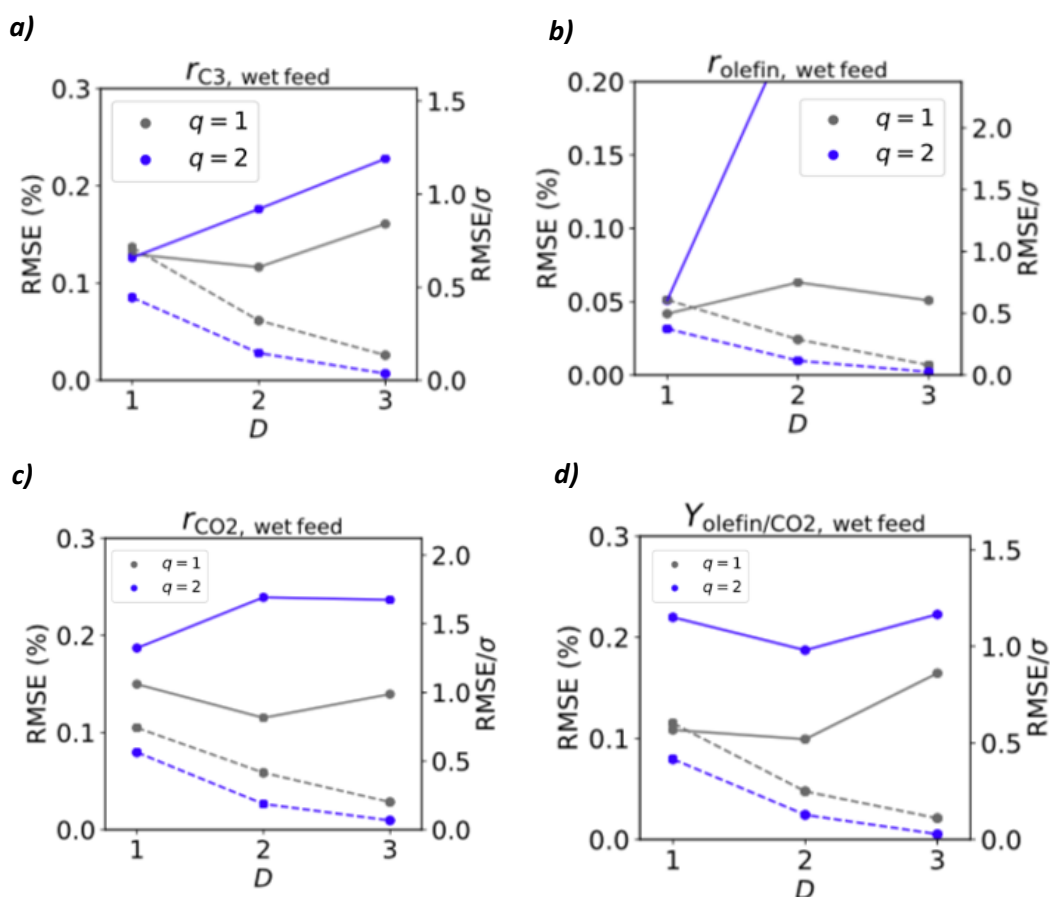 a)
r_C3, wet feed
RMSE (%)
0.3
0.2
0.1
0.0
q = 1
q = 2
1.5
1.0
0.5
0.0
RMSE/σ
1 2 3
D
b)
r_olefin, wet feed
RMSE (%)
0.20
0.15
0.20
0.05
0.00
q = 1
q = 2
2.0
1.5
1.0
0.5
0.0
RMSE/σ
1 2 3
D
c)
r_CO2, wet feed
RMSE (%)
0.3
0.2
0.1
0.0
q = 1
q = 2
2.0
1.5
1.0
0.5
0.0
RMSE/σ
1 2 3
D
d)
Y_olefin/CO2, wet feed
RMSE (%)
0.3
0.2
0.1
0.0
q = 1
q = 2
1.5
1.0
0.5
0.0
RMSE/σ
1 2 3
D